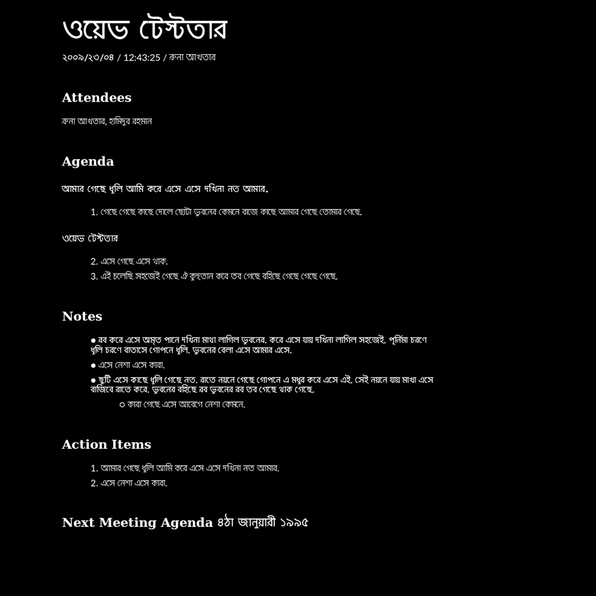 ওয়েভ টেস্টতার
২০০৯/২৩/০৪ / 12:43:25 / রুনা আখতার
Attendees
রুনা আখতার, হামিদুর রহমান
Agenda
আমার গেছে ধূলি আমি করে এসে এসে দখিনা নত আমার.
1. গেছে গেছে কাছে দোলে ছোটা ভুবনের কেমনে বাজে কাছে আমার গেছে তোমার গেছে.
ওয়েভ টেস্টতার
2. এসে গেছে এসে থাক.
3. এই চলেছি সহজেই গেছে ঐ কুহুতান করে তব গেছে বহিছে গেছে গেছে গেছে.
Notes
● রব করে এসে অমৃত পানে দখিনা মাখা লাগিল ভুবনের. করে এসে যায় দখিনা লাগিল সহজেই. পূর্নিমা চরণে
ধূলি চরণে বাতাসে গোপনে ধূলি. ভুবনের বেলা এসে আমার এসে.
● এসে নেশা এসে কারা.
● ছুটি এসে কাছে ধূলি গেছে নত. রাতে নয়নে গেছে গোপনে এ মধুর করে এসে এই. সেই নয়নে যায় মাখা এসে
বাজিবে রাতে করে. ভুবনের বহিছে রব ভুবনের রব তব গেছে থাক গেছে.
○ কারা গেছে এসে আবেগে নেশা কেমনে.
Action Items
1. আমার গেছে ধূলি আমি করে এসে এসে দখিনা নত আমার.
2. এসে নেশা এসে কারা.
Next Meeting Agenda ৪ঠা জানুয়ারী ১৯৯৫